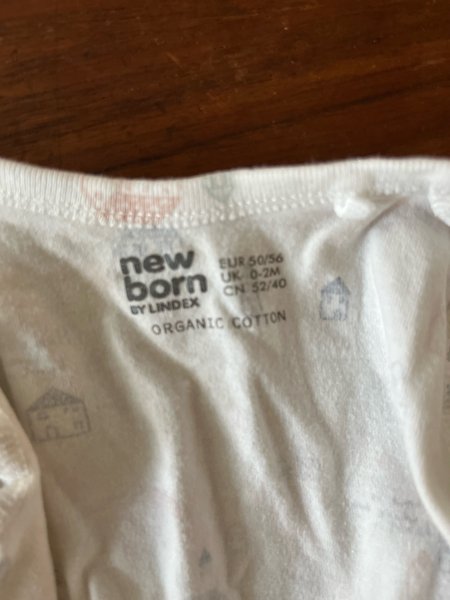 new born
BY LINDEX
EUR 50/56
UK 0-2M
CN 52/40
ORGANIC COTTON